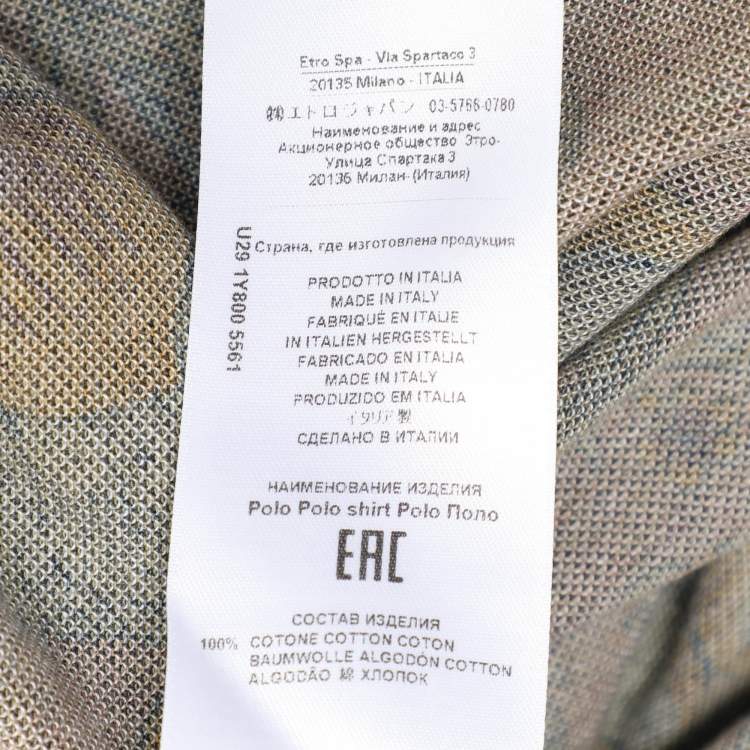 Etro Spa - Via Spartaco 3
20135 Milano - ITALIA
㈱エトロジャパン 03-5766-0780
Наименование и адрес
Акционерное общество Этро-
Улица Спартака 3
20136 Милан- (Италия)
U29 1Y800 5561
Страна, где изготовлена продукция
PRODOTTO IN ITALIA
MADE IN ITALY
FABRIQUÉ EN ITALIE
IN ITALIEN HERGESTELLT
FABRICADO EN ITALIA
MADE IN ITALY
PRODUZIDO EM ITALIA
イタリア製
СДЕЛАНО В ИТАЛИИ
НАИМЕНОВАНИЕ ИЗДЕЛИЯ
Polo Polo shirt Polo Поло
EAC
СОСТАВ ИЗДЕЛИЯ
100% COTONE COTTON COTON
BAUMWOLLE ALGODÓN COTTON
ALGODÃO 綿 ХЛОПОК